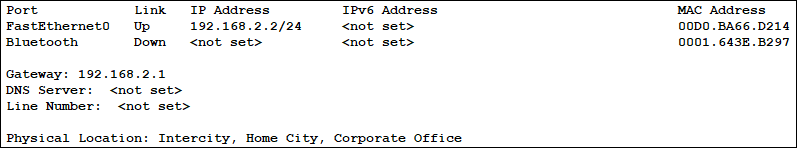 Port Link IP Address IPv6 Address MAC Address
FastEthernet0 Up 192.168.2.2/24 <not set> 00D0.BA66.D214
Bluetooth Down <not set> <not set> 0001.643E.B297
Gateway: 192.168.2.1
DNS Server: <not set>
Line Number: <not set>
Physical Location: Intercity, Home City, Corporate Office